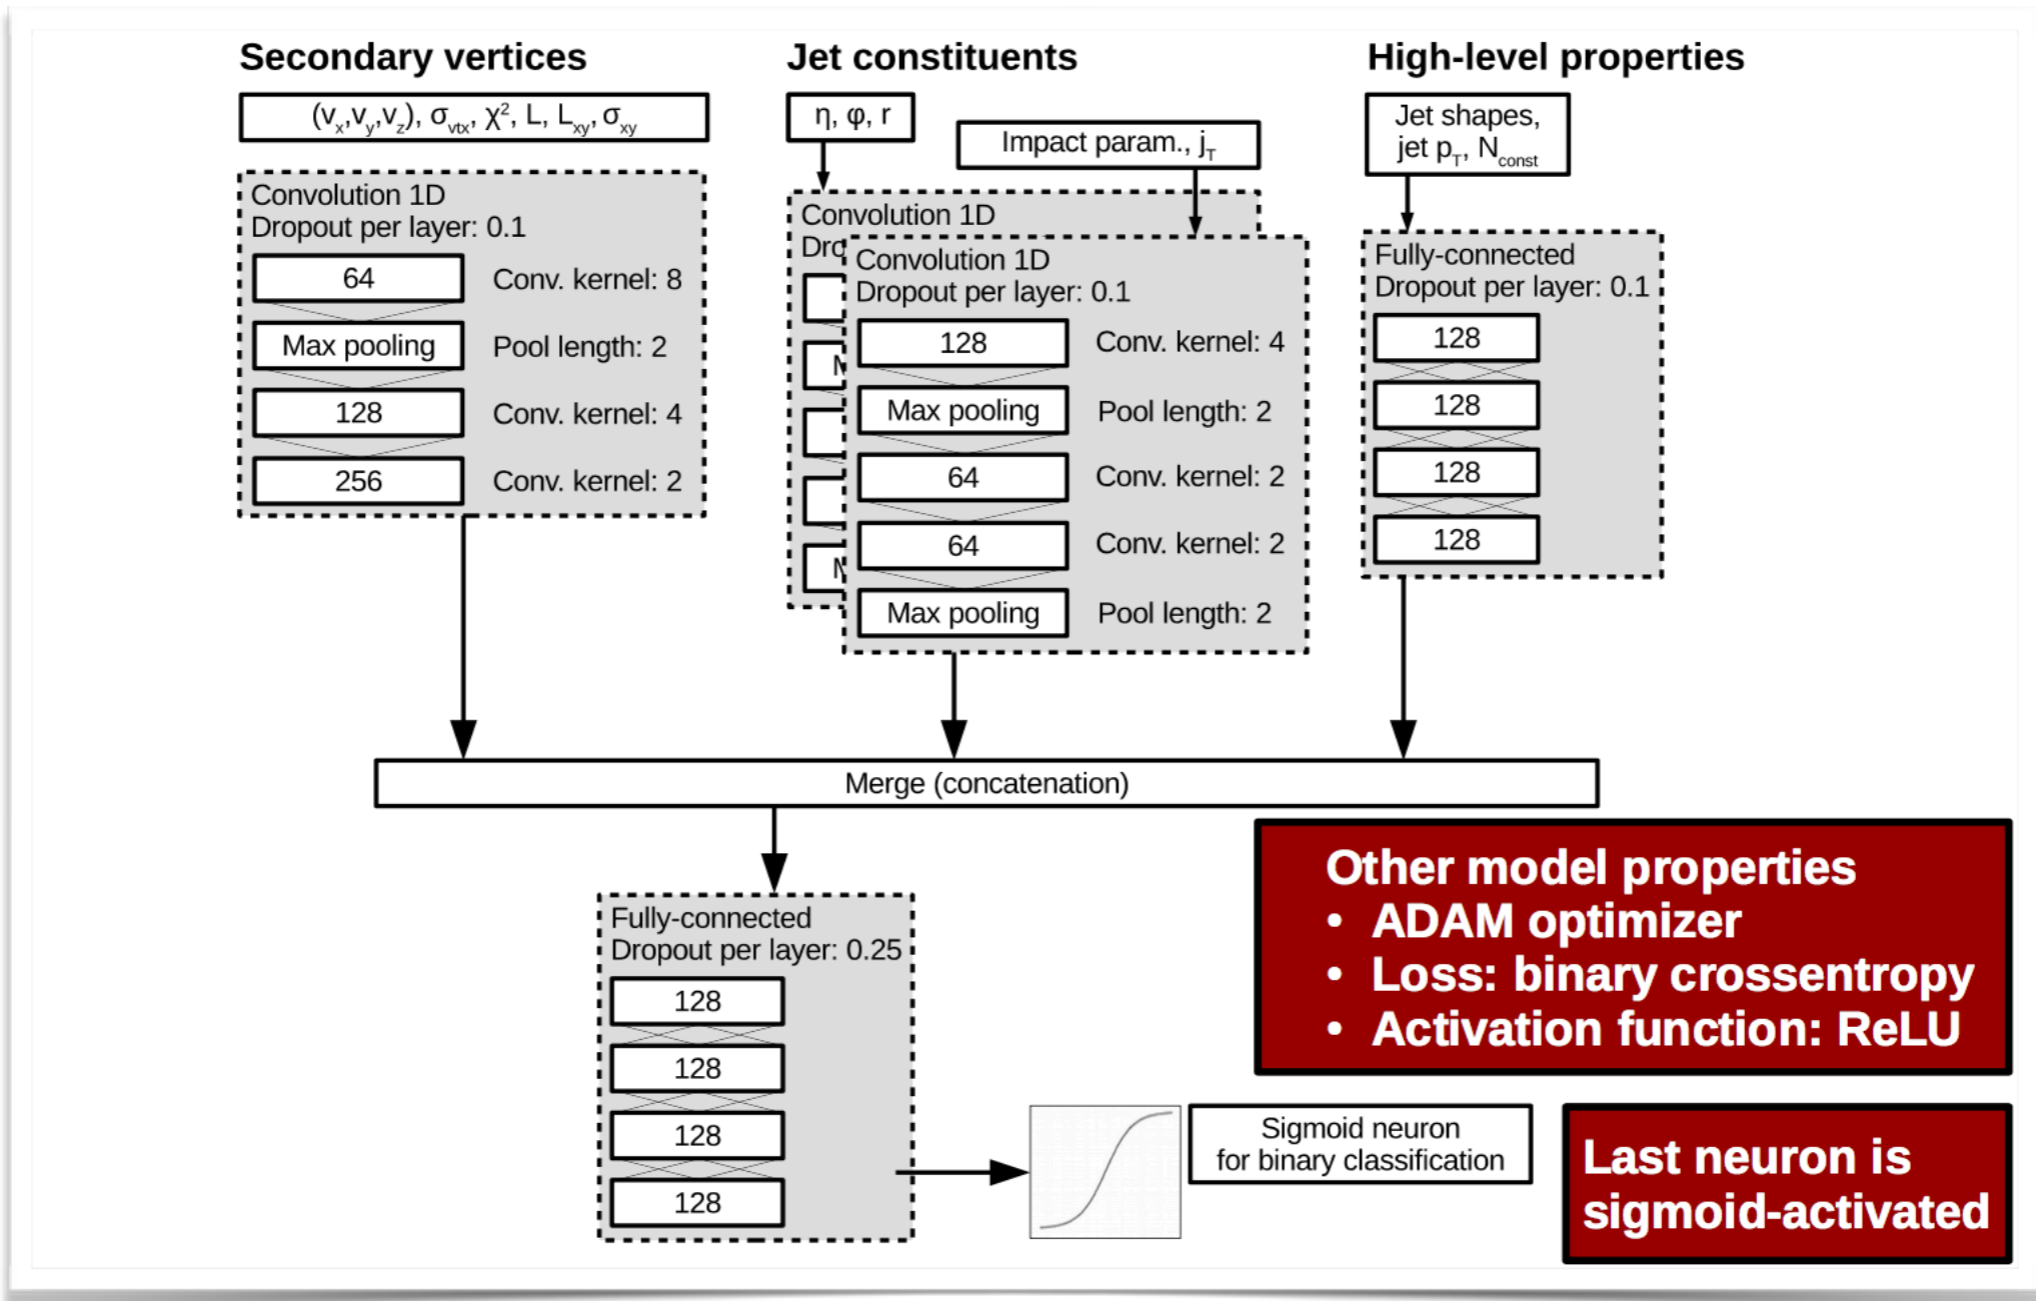 Secondary vertices
(vx,vy,vz), σvtx, χ², L, Lxy, σxy
Convolution 1D
Dropout per layer: 0.1
64
Conv. kernel: 8
Max pooling
Pool length: 2
128
Conv. kernel: 4
256
Conv. kernel: 2
Jet constituents
η, φ, r
Impact param., jT
Convolution 1D
Convolution 1D
Dropout per layer: 0.1
128
Conv. kernel: 4
Max pooling
Pool length: 2
64
Conv. kernel: 2
64
Conv. kernel: 2
Max pooling
Pool length: 2
High-level properties
Jet shapes,
jet pT, Nconst
Fully-connected
Dropout per layer: 0.1
128
128
128
128
Merge (concatenation)
Fully-connected
Dropout per layer: 0.25
128
128
128
128
Sigmoid neuron
for binary classification
Other model properties
• ADAM optimizer
• Loss: binary crossentropy
• Activation function: ReLU
Last neuron is
sigmoid-activated